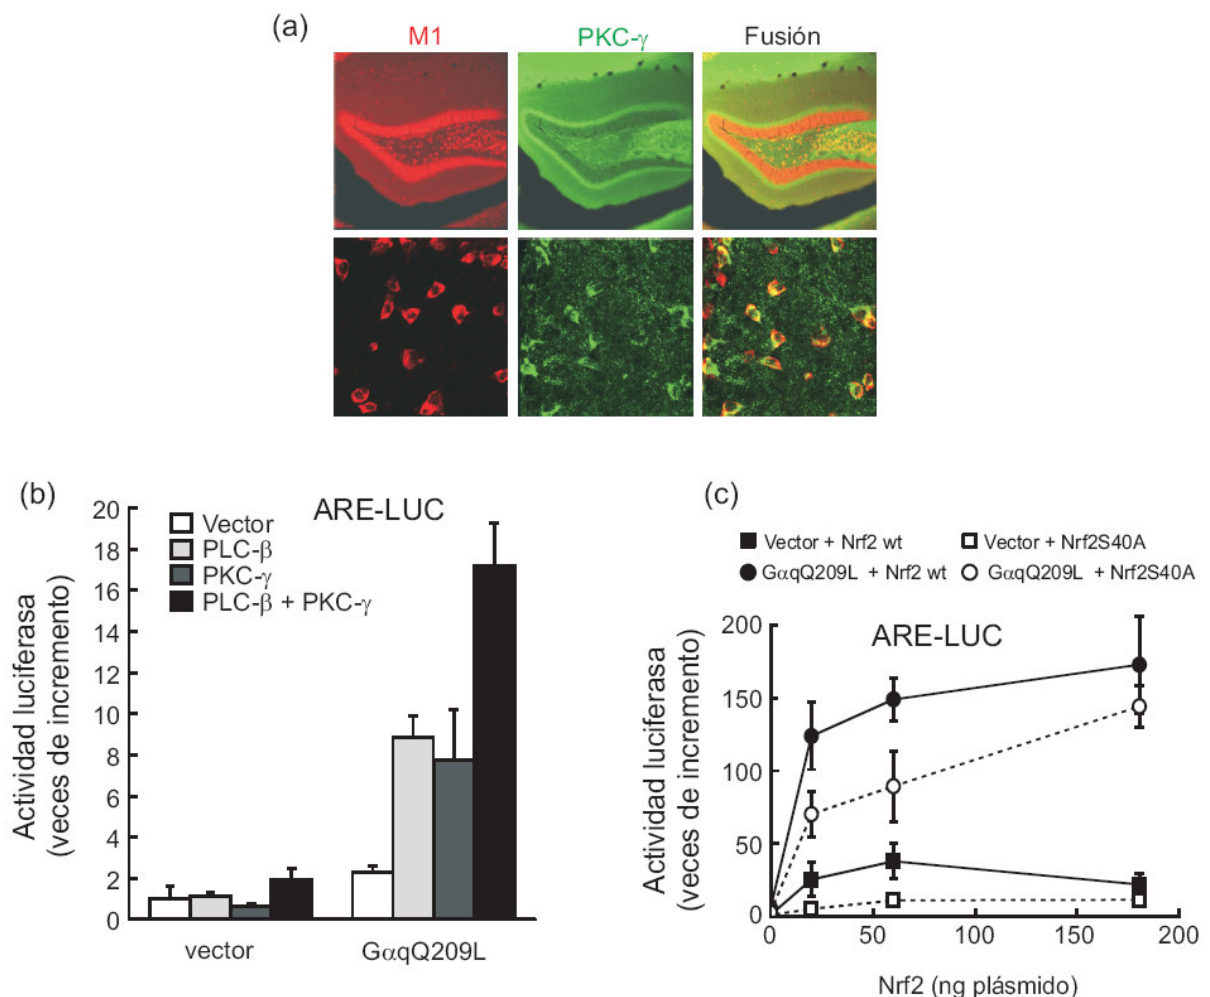 (a)
M1 PKC-γ Fusión
(b)
ARE-LUC
Vector
PLC-β
PKC-γ
PLC-β + PKC-γ
Actividad luciferasa
(veces de incremento)
20
18
16
14
12
10
8
6
4
2
0
vector GαqQ209L
(c)
Vector + Nrf2 wt Vector + Nrf2S40A
GαqQ209L + Nrf2 wt GαqQ209L + Nrf2S40A
ARE-LUC
Actividad luciferasa
(veces de incremento)
200
150
100
50
0
0 50 100 150 200
Nrf2 (ng plásmido)